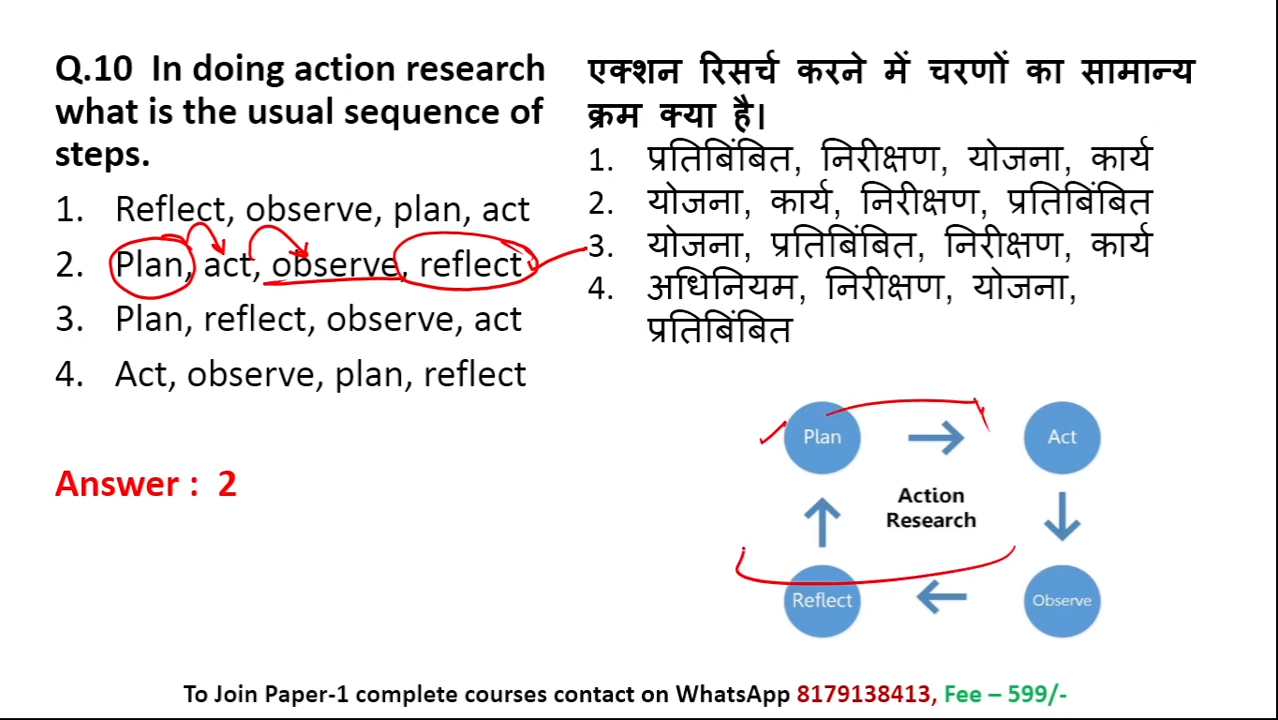 Q.10 In doing action research
what is the usual sequence of
steps.
1. Reflect, observe, plan, act
2. Plan, act, observe, reflect
3. Plan, reflect, observe, act
4. Act, observe, plan, reflect
Answer : 2
एक्शन रिसर्च करने में चरणों का सामान्य
क्रम क्या है।
1. प्रतिबिंबित, निरीक्षण, योजना, कार्य
2. योजना, कार्य, निरीक्षण, प्रतिबिंबित
3. योजना, प्रतिबिंबित, निरीक्षण, कार्य
4. अधिनियम, निरीक्षण, योजना,
प्रतिबिंबित
Plan
Act
Action
Research
Reflect
Observe
To Join Paper-1 complete courses contact on WhatsApp 8179138413, Fee – 599/-